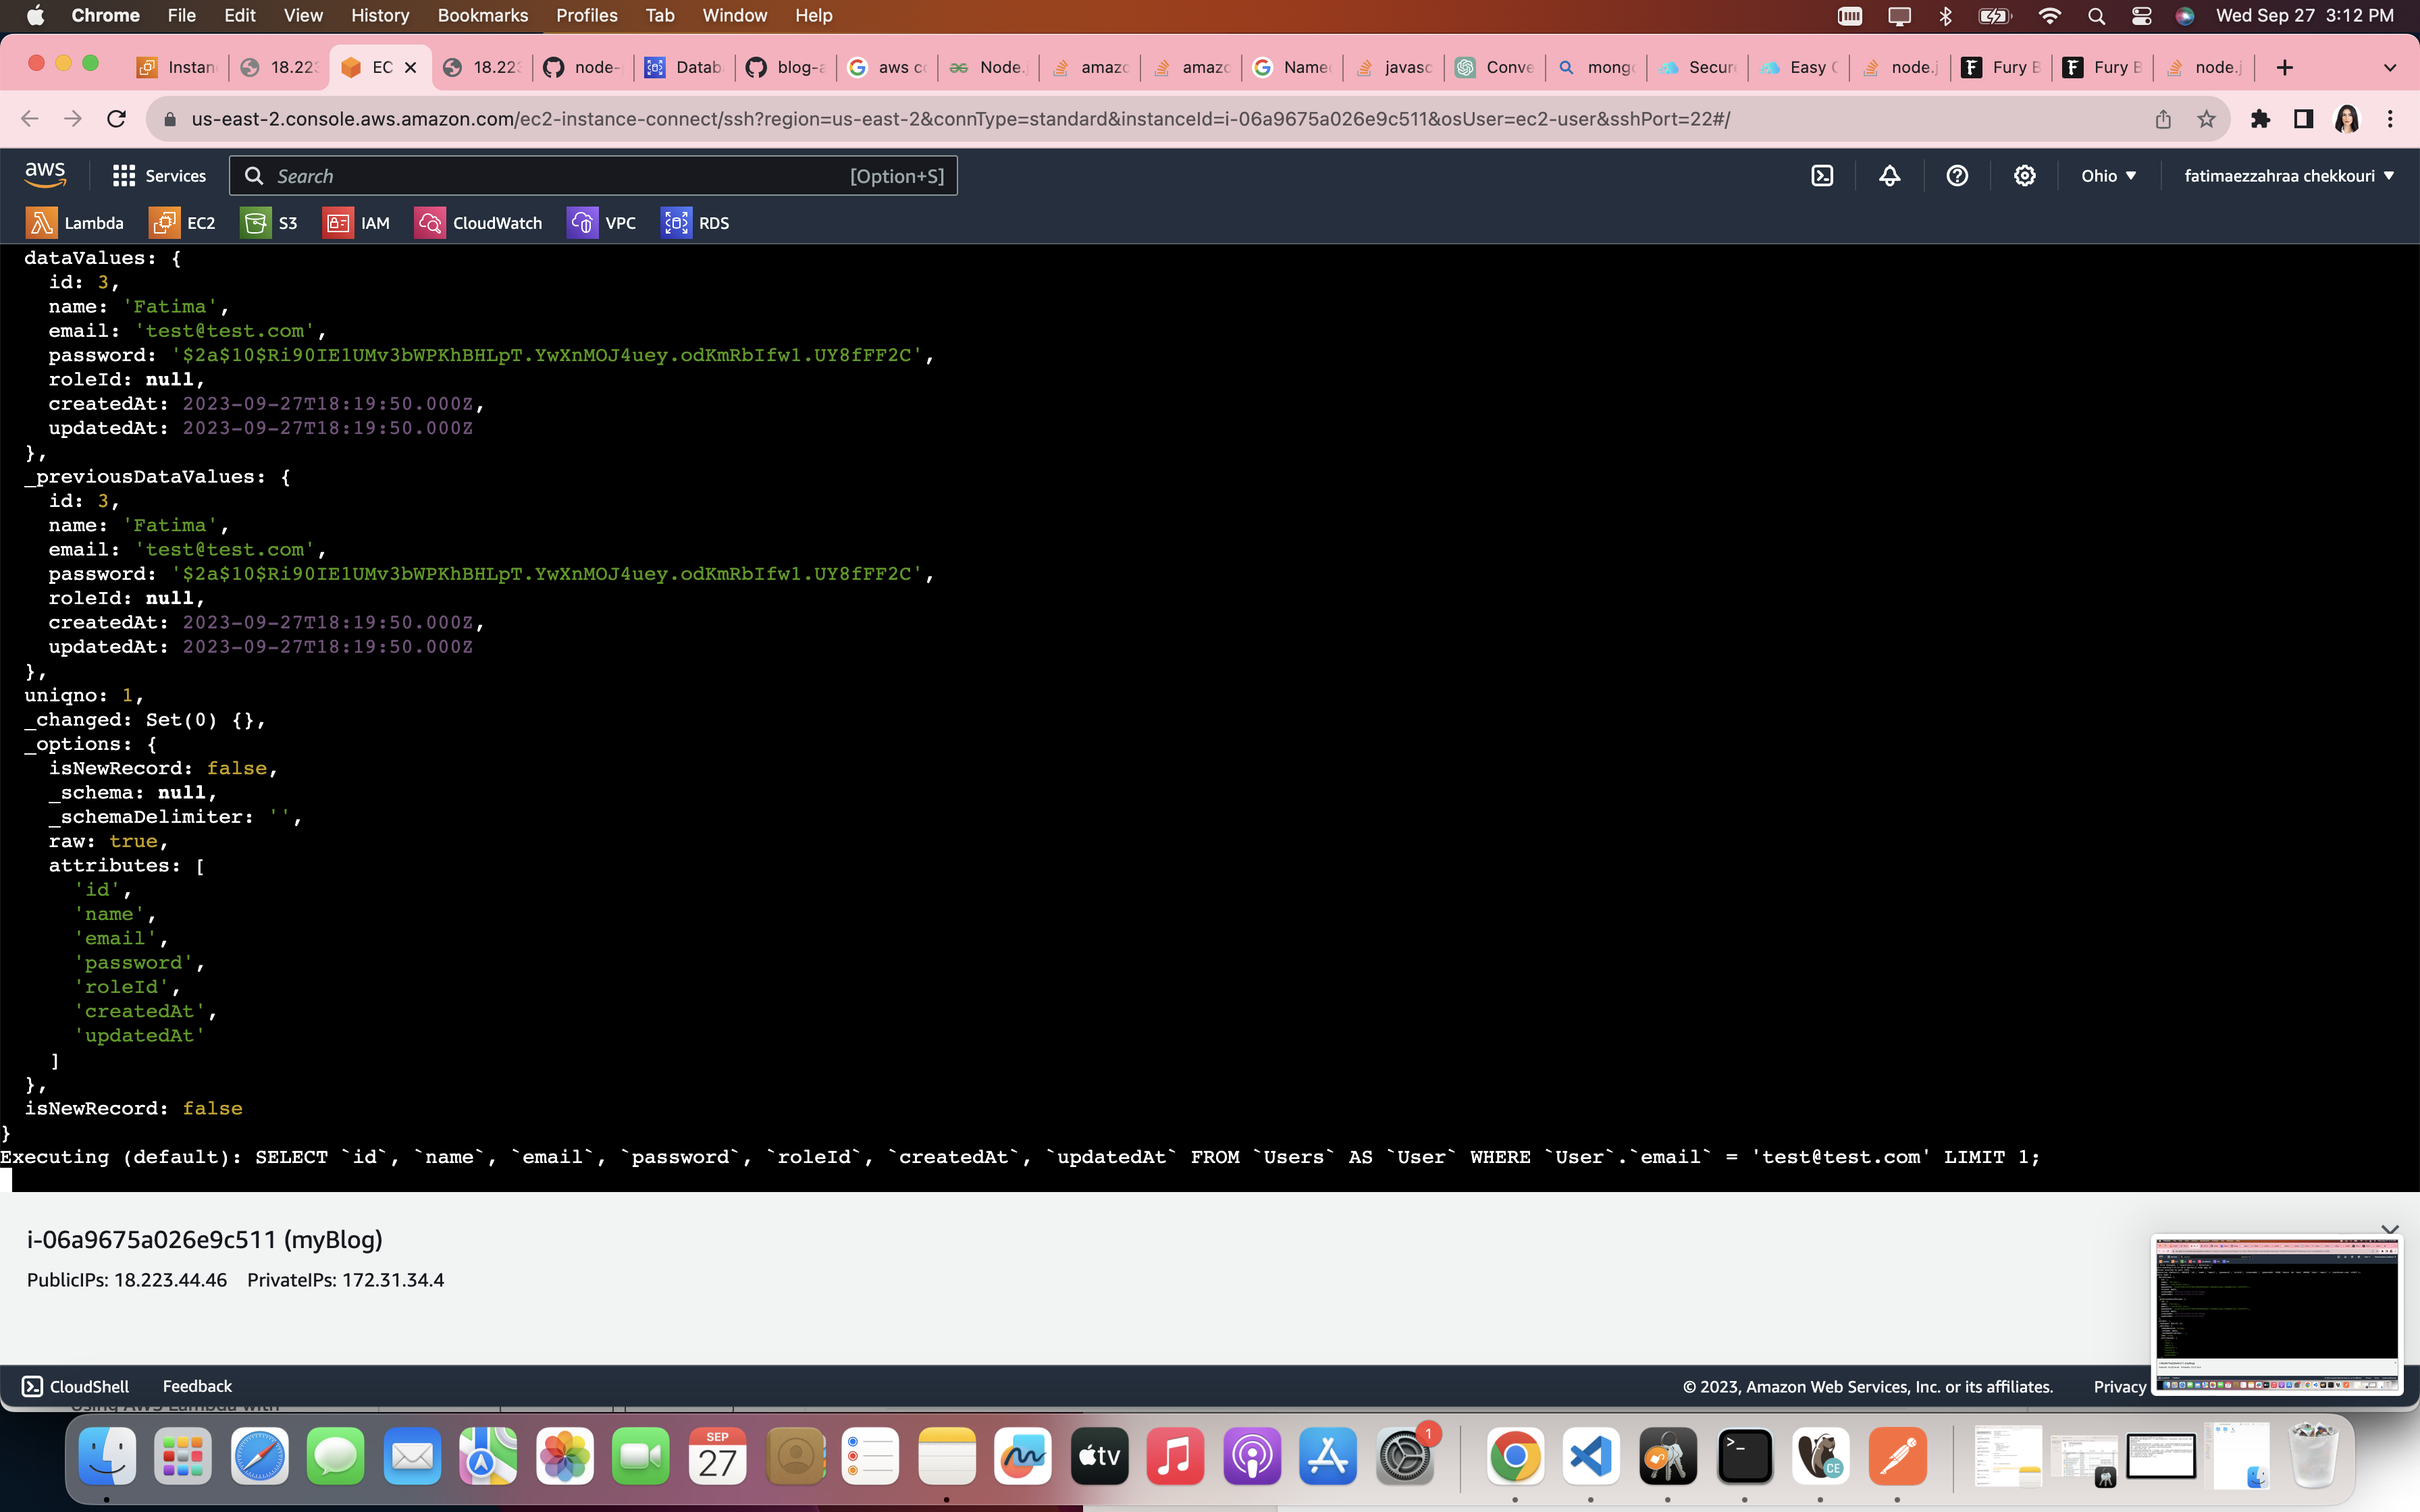 Chrome File Edit View History Bookmarks Profiles Tab Window Help Wed Sep 27 3:12 PM
Instan 18.223 EC 18.223 node- Datab blog-a aws co Node.j amazo amazo Name javasc Conve mong Secur Easy C node.j Fury B Fury B node.j
us-east-2.console.aws.amazon.com/ec2-instance-connect/ssh?region=us-east-2&connType=standard&instanceId=i-06a9675a026e9c511&osUser=ec2-user&sshPort=22#/
aws Services Search [Option+S] Ohio fatimaezzahraa chekkouri
Lambda EC2 S3 IAM CloudWatch VPC RDS
dataValues: {
id: 3,
name: 'Fatima',
email: 'test@test.com',
password: '$2a$10$Ri90IE1UMv3bWPKhBHLpT.YwXnMOJ4uey.odKmRbIfw1.UY8fFF2C',
roleId: null,
createdAt: 2023-09-27T18:19:50.000Z,
updatedAt: 2023-09-27T18:19:50.000Z
},
_previousDataValues: {
id: 3,
name: 'Fatima',
email: 'test@test.com',
password: '$2a$10$Ri90IE1UMv3bWPKhBHLpT.YwXnMOJ4uey.odKmRbIfw1.UY8fFF2C',
roleId: null,
createdAt: 2023-09-27T18:19:50.000Z,
updatedAt: 2023-09-27T18:19:50.000Z
},
uniqno: 1,
_changed: Set(0) {},
_options: {
isNewRecord: false,
_schema: null,
_schemaDelimiter: '',
raw: true,
attributes: [
'id',
'name',
'email',
'password',
'roleId',
'createdAt',
'updatedAt'
]
},
isNewRecord: false
}
Executing (default): SELECT `id`, `name`, `email`, `password`, `roleId`, `createdAt`, `updatedAt` FROM `Users` AS `User` WHERE `User`.`email` = 'test@test.com' LIMIT 1;
i-06a9675a026e9c511 (myBlog)
PublicIPs: 18.223.44.46 PrivateIPs: 172.31.34.4
CloudShell Feedback © 2023, Amazon Web Services, Inc. or its affiliates. Privacy
SEP
27
tv
1
CE